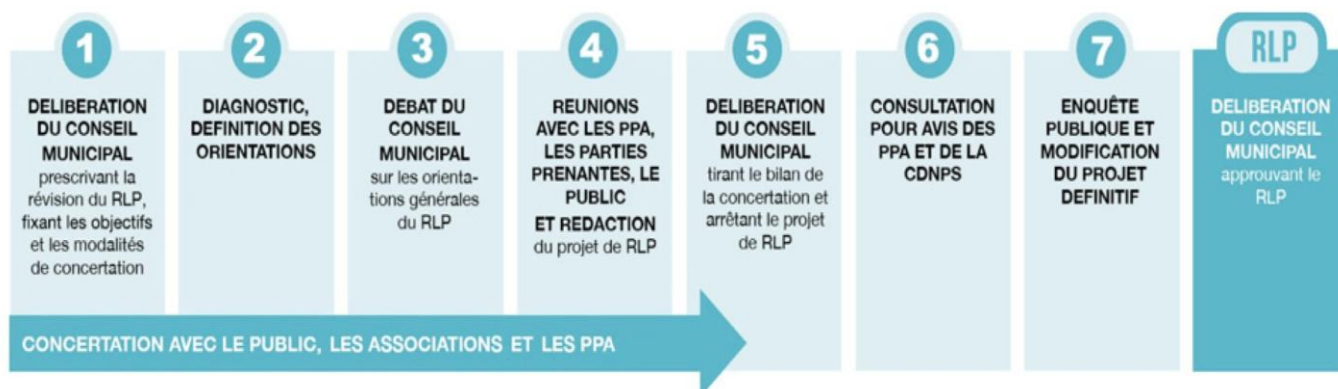 1
DELIBERATION
DU CONSEIL
MUNICIPAL
prescrivant la
révision du RLP,
fixant les objectifs
et les modalités
de concertation
2
DIAGNOSTIC,
DEFINITION DES
ORIENTATIONS
3
DEBAT DU
CONSEIL
MUNICIPAL
sur les orienta-
tions générales
du RLP
4
REUNIONS
AVEC LES PPA,
LES PARTIES
PRENANTES, LE
PUBLIC
ET REDACTION
du projet de RLP
5
DELIBERATION
DU CONSEIL
MUNICIPAL
tirant le bilan de
la concertation et
arrêtant le projet
de RLP
6
CONSULTATION
POUR AVIS DES
PPA ET DE LA
CDNPS
7
ENQUÊTE
PUBLIQUE ET
MODIFICATION
DU PROJET
DEFINITIF
RLP
DELIBERATION
DU CONSEIL
MUNICIPAL
approuvant le
RLP
CONCERTATION AVEC LE PUBLIC, LES ASSOCIATIONS ET LES PPA